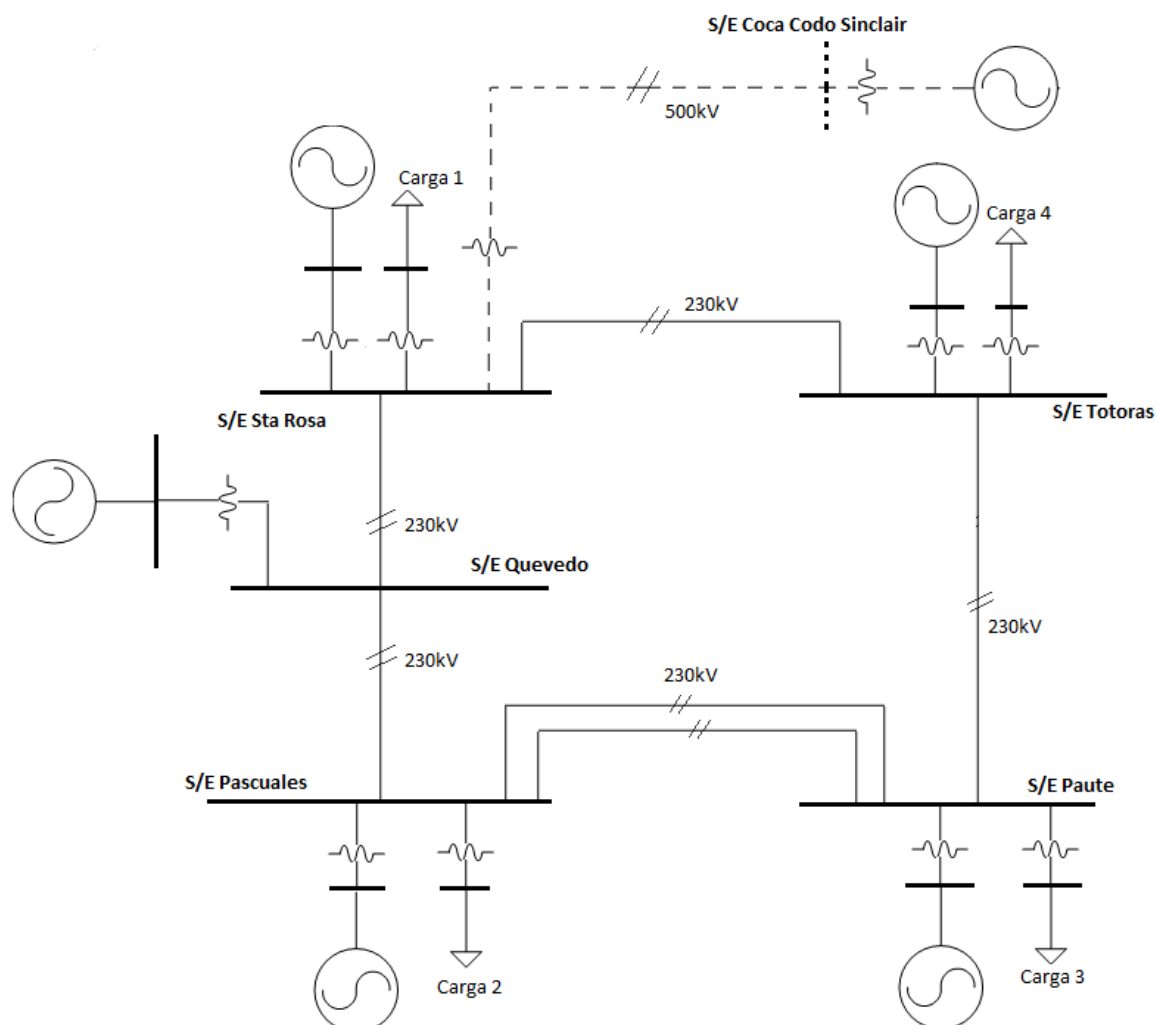 S/E Coca Codo Sinclair
500kV
Carga 1
Carga 4
230kV
S/E Sta Rosa
S/E Totoras
230kV
S/E Quevedo
230kV
230kV
230kV
S/E Pascuales
S/E Paute
Carga 2
Carga 3